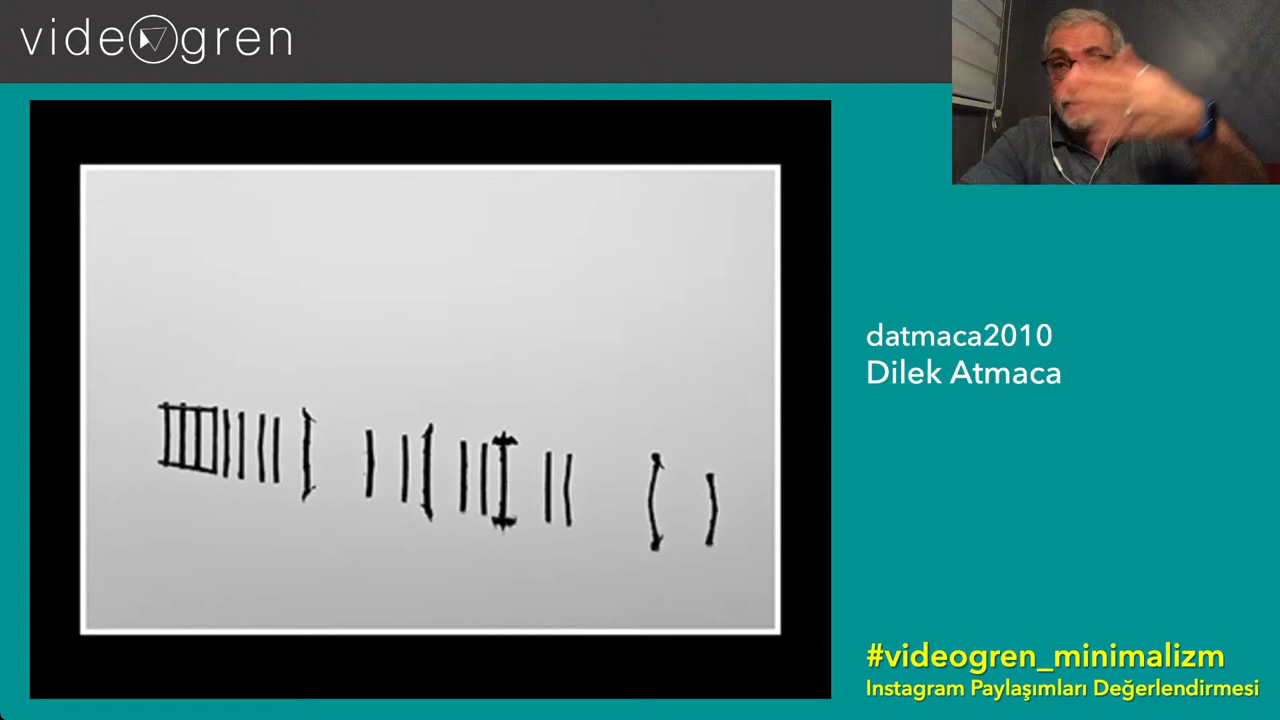 videogren
datmaca2010
Dilek Atmaca
#videogren_minimalizm
Instagram Paylaşımları Değerlendirmesi